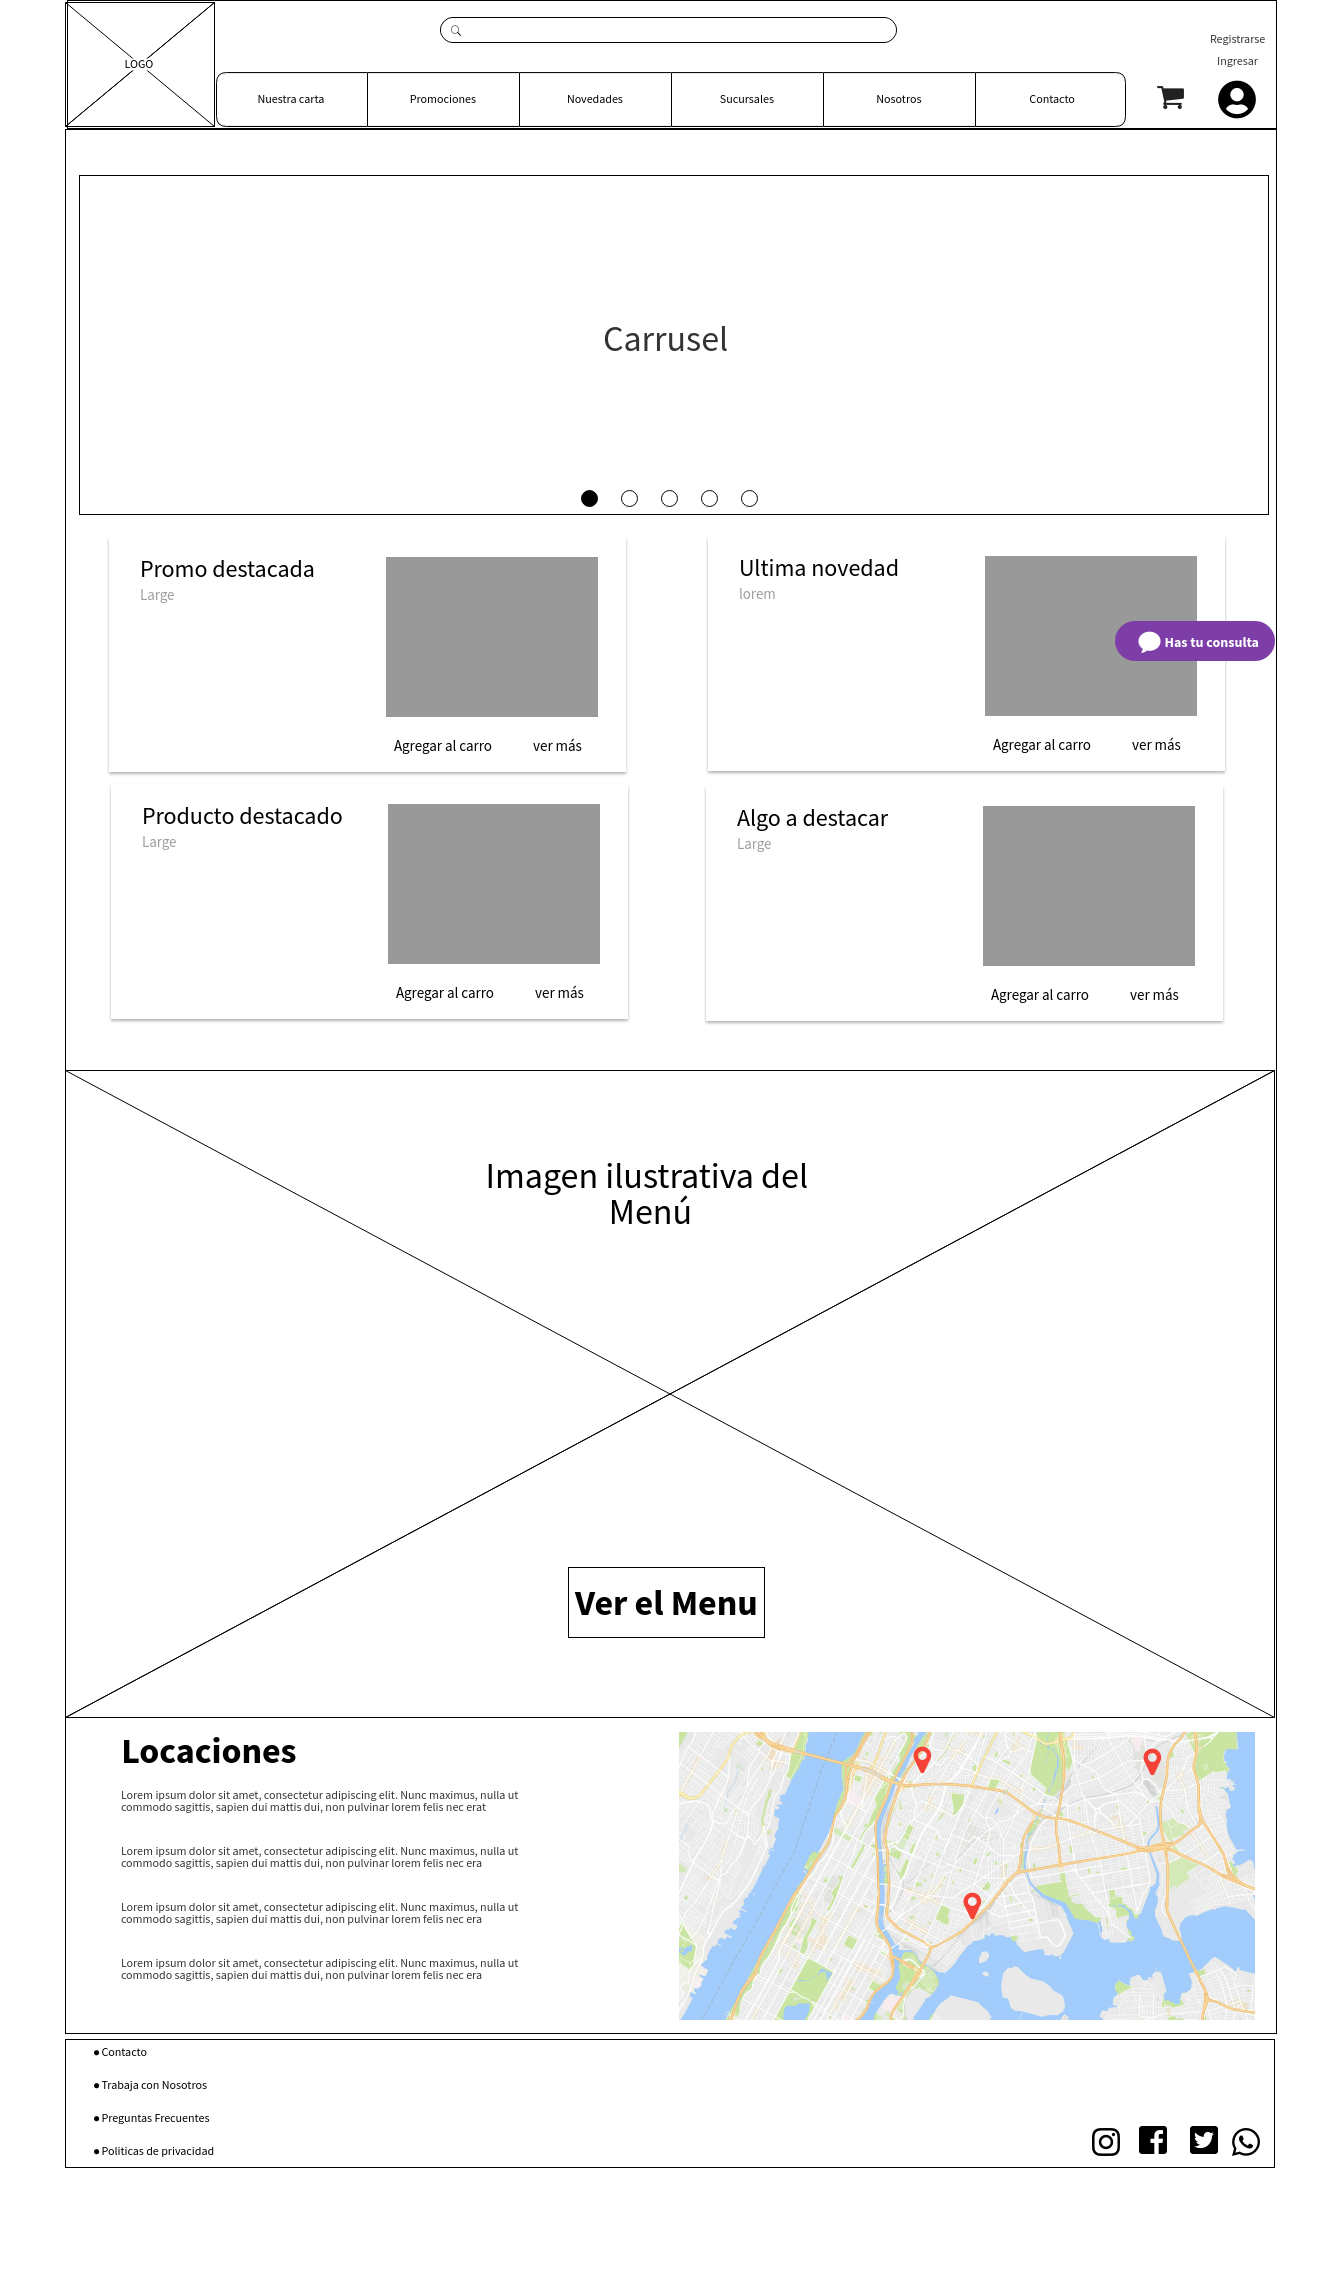 LOGO
Registrarse
Ingresar
Nuestra carta
Promociones
Novedades
Sucursales
Nosotros
Contacto
Carrusel
Promo destacada
Large
Agregar al carro
ver más
Ultima novedad
lorem
Has tu consulta
Agregar al carro
ver más
Producto destacado
Large
Agregar al carro
ver más
Algo a destacar
Large
Agregar al carro
ver más
Imagen ilustrativa del
Menú
Ver el Menu
Locaciones
Lorem ipsum dolor sit amet, consectetur adipiscing elit. Nunc maximus, nulla ut
commodo sagittis, sapien dui mattis dui, non pulvinar lorem felis nec erat
Lorem ipsum dolor sit amet, consectetur adipiscing elit. Nunc maximus, nulla ut
commodo sagittis, sapien dui mattis dui, non pulvinar lorem felis nec era
Lorem ipsum dolor sit amet, consectetur adipiscing elit. Nunc maximus, nulla ut
commodo sagittis, sapien dui mattis dui, non pulvinar lorem felis nec era
Lorem ipsum dolor sit amet, consectetur adipiscing elit. Nunc maximus, nulla ut
commodo sagittis, sapien dui mattis dui, non pulvinar lorem felis nec era
● Contacto
● Trabaja con Nosotros
● Preguntas Frecuentes
● Politicas de privacidad